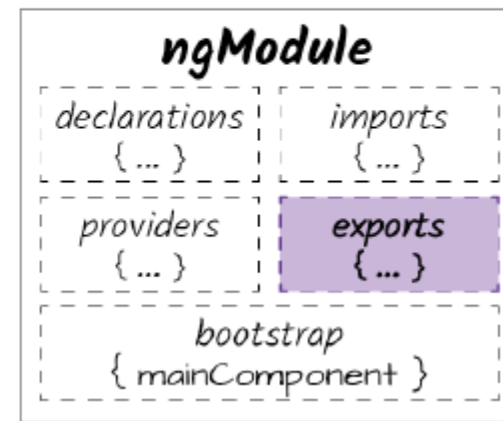 ngModule
declarations
{ ... }
imports
{ ... }
providers
{ ... }
exports
{ ... }
bootstrap
{ mainComponent }